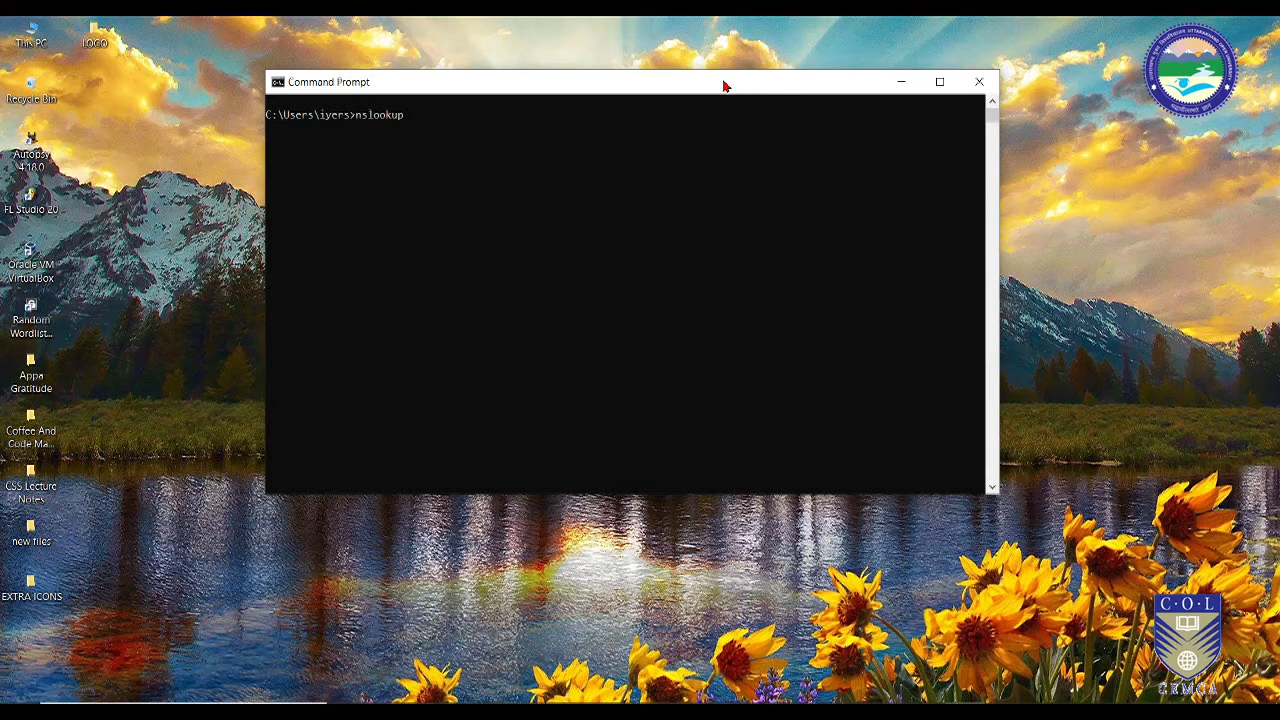 This PC
LOGO
Recycle Bin
Autopsy
4.18.0
FL Studio 20
Oracle VM
VirtualBox
Random
Wordlist...
Appa
Gratitude
Coffee And
Code Ma...
CSS Lecture
Notes
new files
EXTRA ICONS
Command Prompt
C:\Users\iyers>nslookup
C·O·L
CEMCA